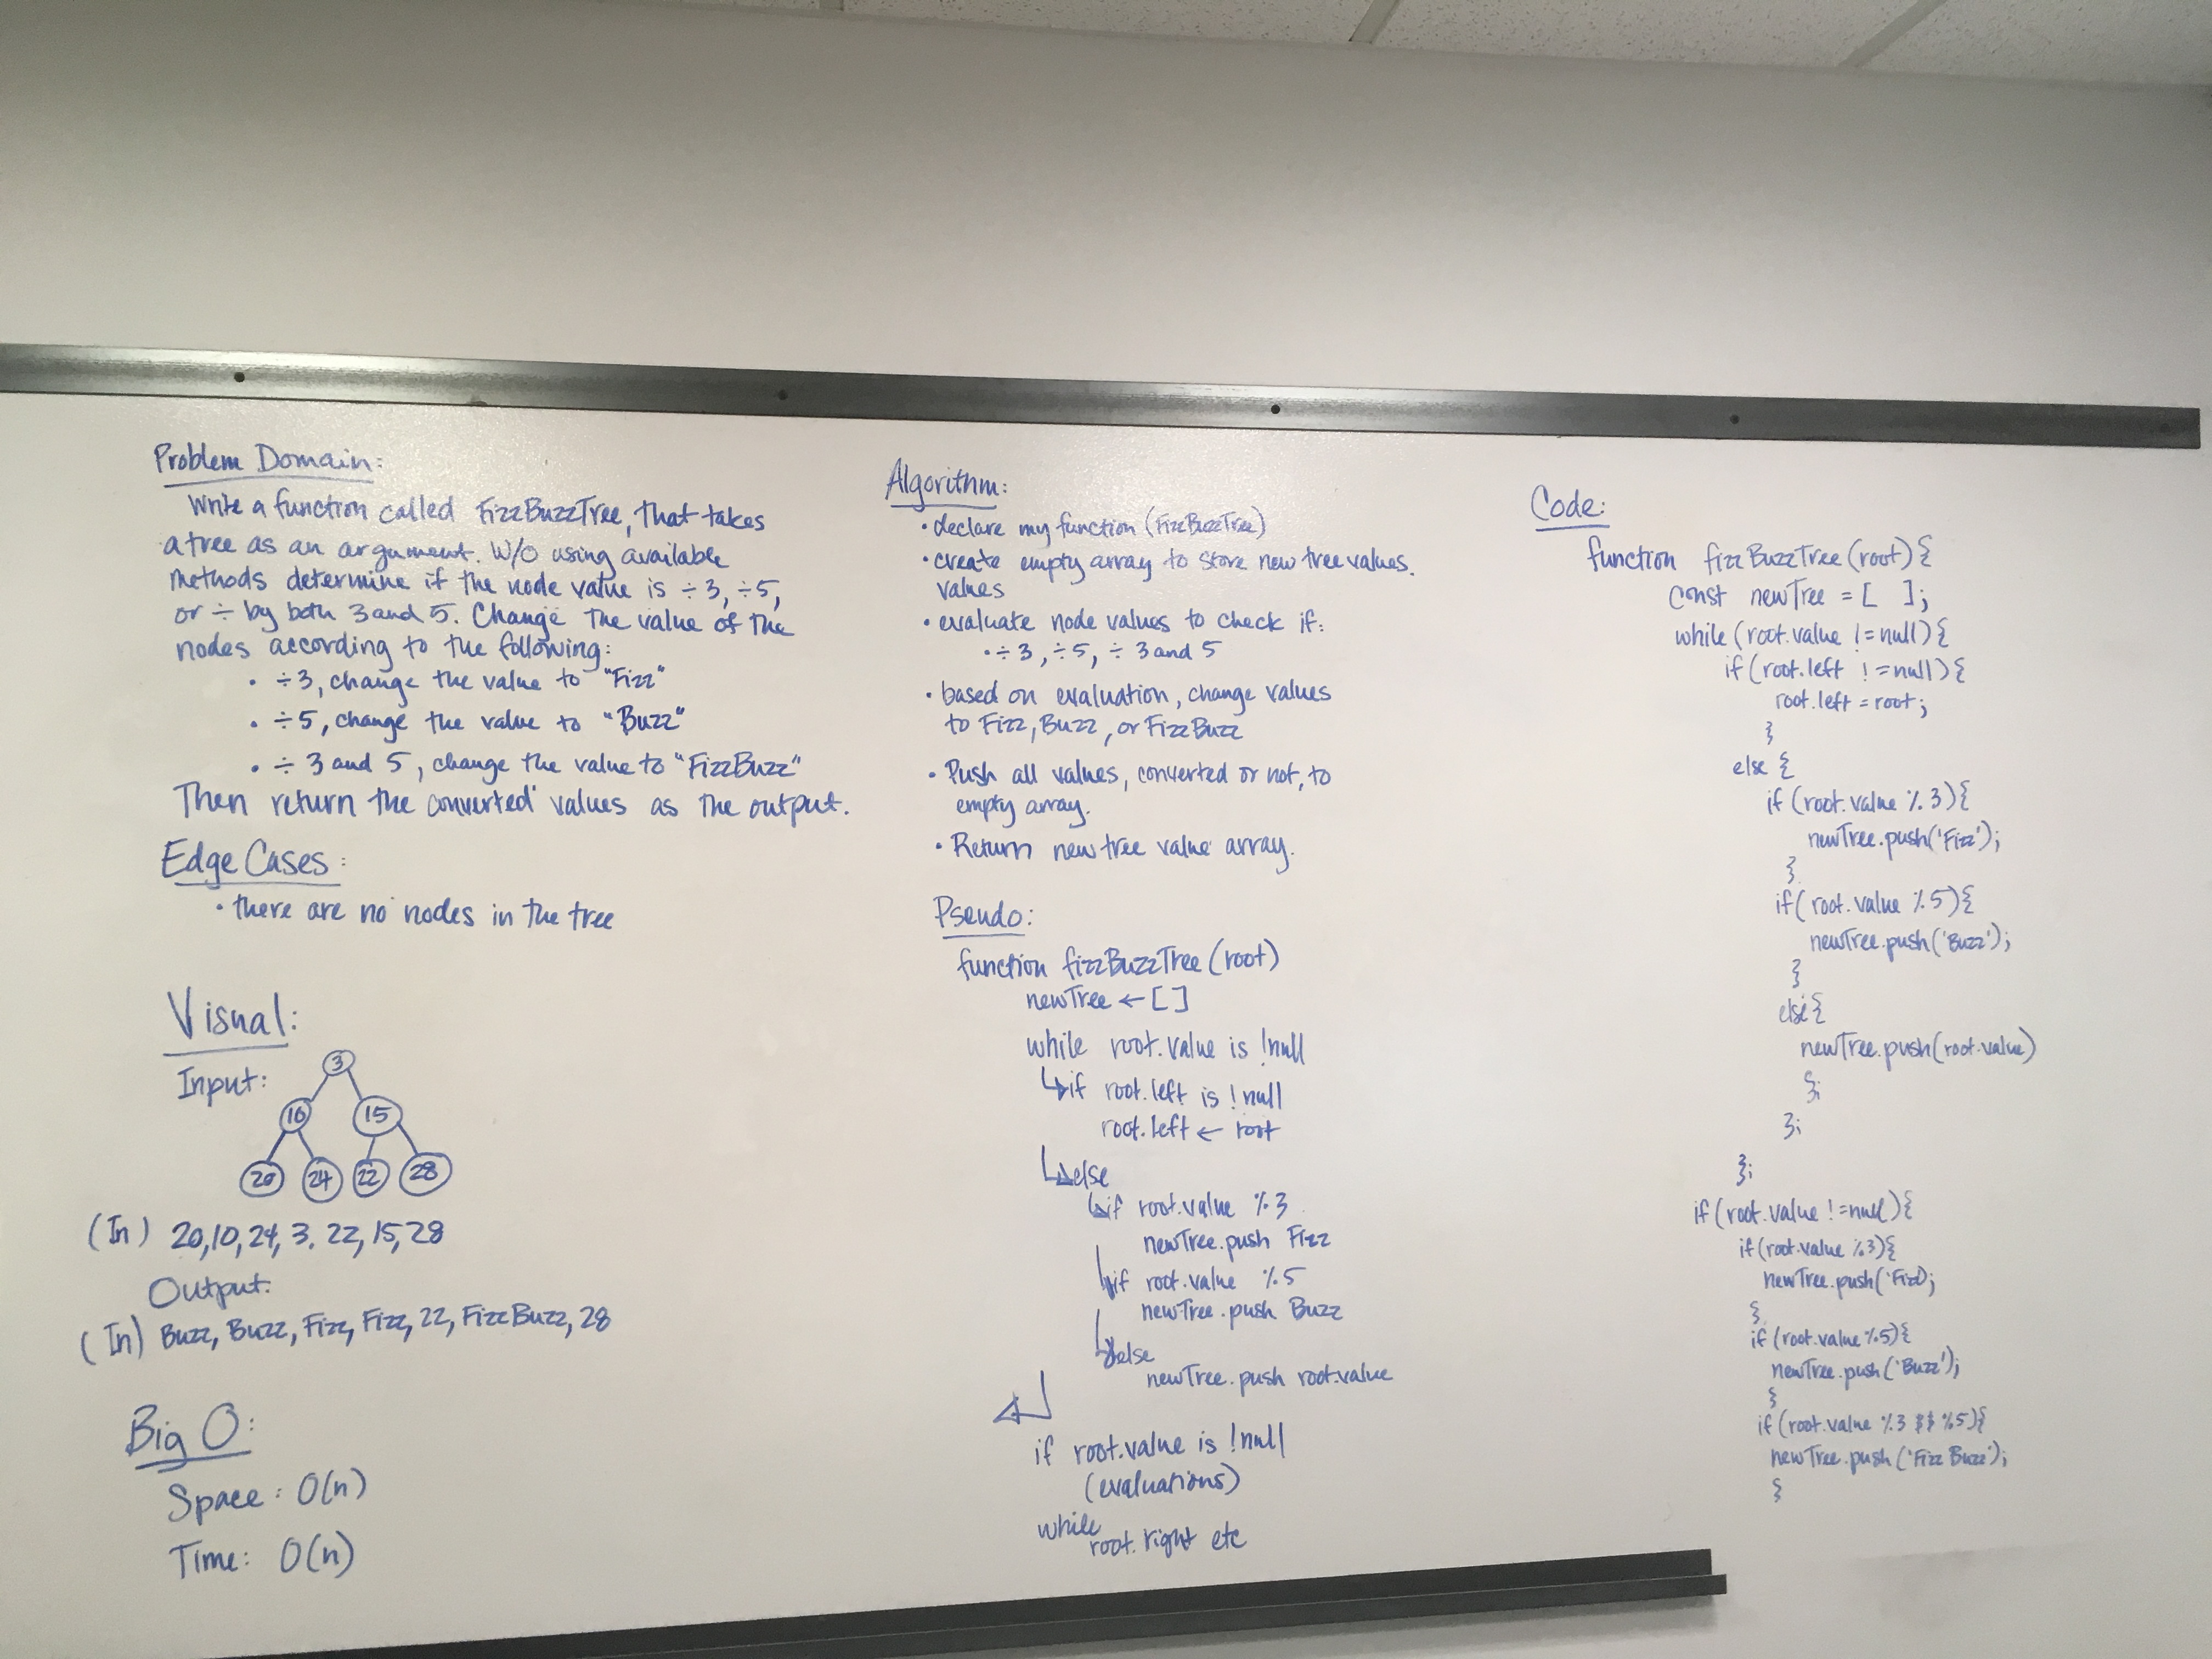 Problem Domain:
Write a function called FizzBuzzTree, that takes
a tree as an argument. W/O using available
methods determine if the node value is ÷3, ÷5,
or ÷ by both 3 and 5. Change the value of the
nodes according to the following:
• ÷3, change the value to "Fizz"
• ÷5, change the value to "Buzz"
• ÷ 3 and 5, change the value to "FizzBuzz"
Then return the converted values as the output.
Edge Cases:
• there are no nodes in the tree
Visual:
Input:
3
10 15
20 24 22 28
(In) 20,10,24,3.22,15,28
Output:
(In) Buzz, Buzz, Fizz, Fizz, 22, FizzBuzz, 28
Big O:
Space: O(n)
Time: O(n)
Algorithm:
• declare my function (FizzBuzzTree)
• create empty array to store new tree values.
values
• evaluate node values to check if:
• ÷3, ÷5, ÷ 3 and 5
• based on evaluation, change values
to Fizz, Buzz, or FizzBuzz
• Push all values, converted or not, to
empty array.
• Return new tree value array.
Pseudo:
function fizzBuzzTree(root)
newTree ← []
while root.value is !null
if root.left is !null
root.left ← root
else
if root.value %3
newTree.push Fizz
if root.value %5
newTree.push Buzz
else
newTree.push root.value
if root.value is !null
(evaluations)
while
root.right etc
Code:
function fizzBuzzTree(root){
const newTree = [ ];
while (root.value != null){
if (root.left != null){
root.left = root;
}
else {
if (root.value % 3){
newTree.push('Fizz');
}
if (root.value %5){
newTree.push('Buzz');
}
else{
newTree.push(root.value)
};
};
};
if (root.value != null){
if (root.value %3){
newTree.push('Fizz);
}
if (root.value %5){
newTree.push('Buzz');
}
if (root.value %3 && %5){
newTree.push('Fizz Buzz');
}